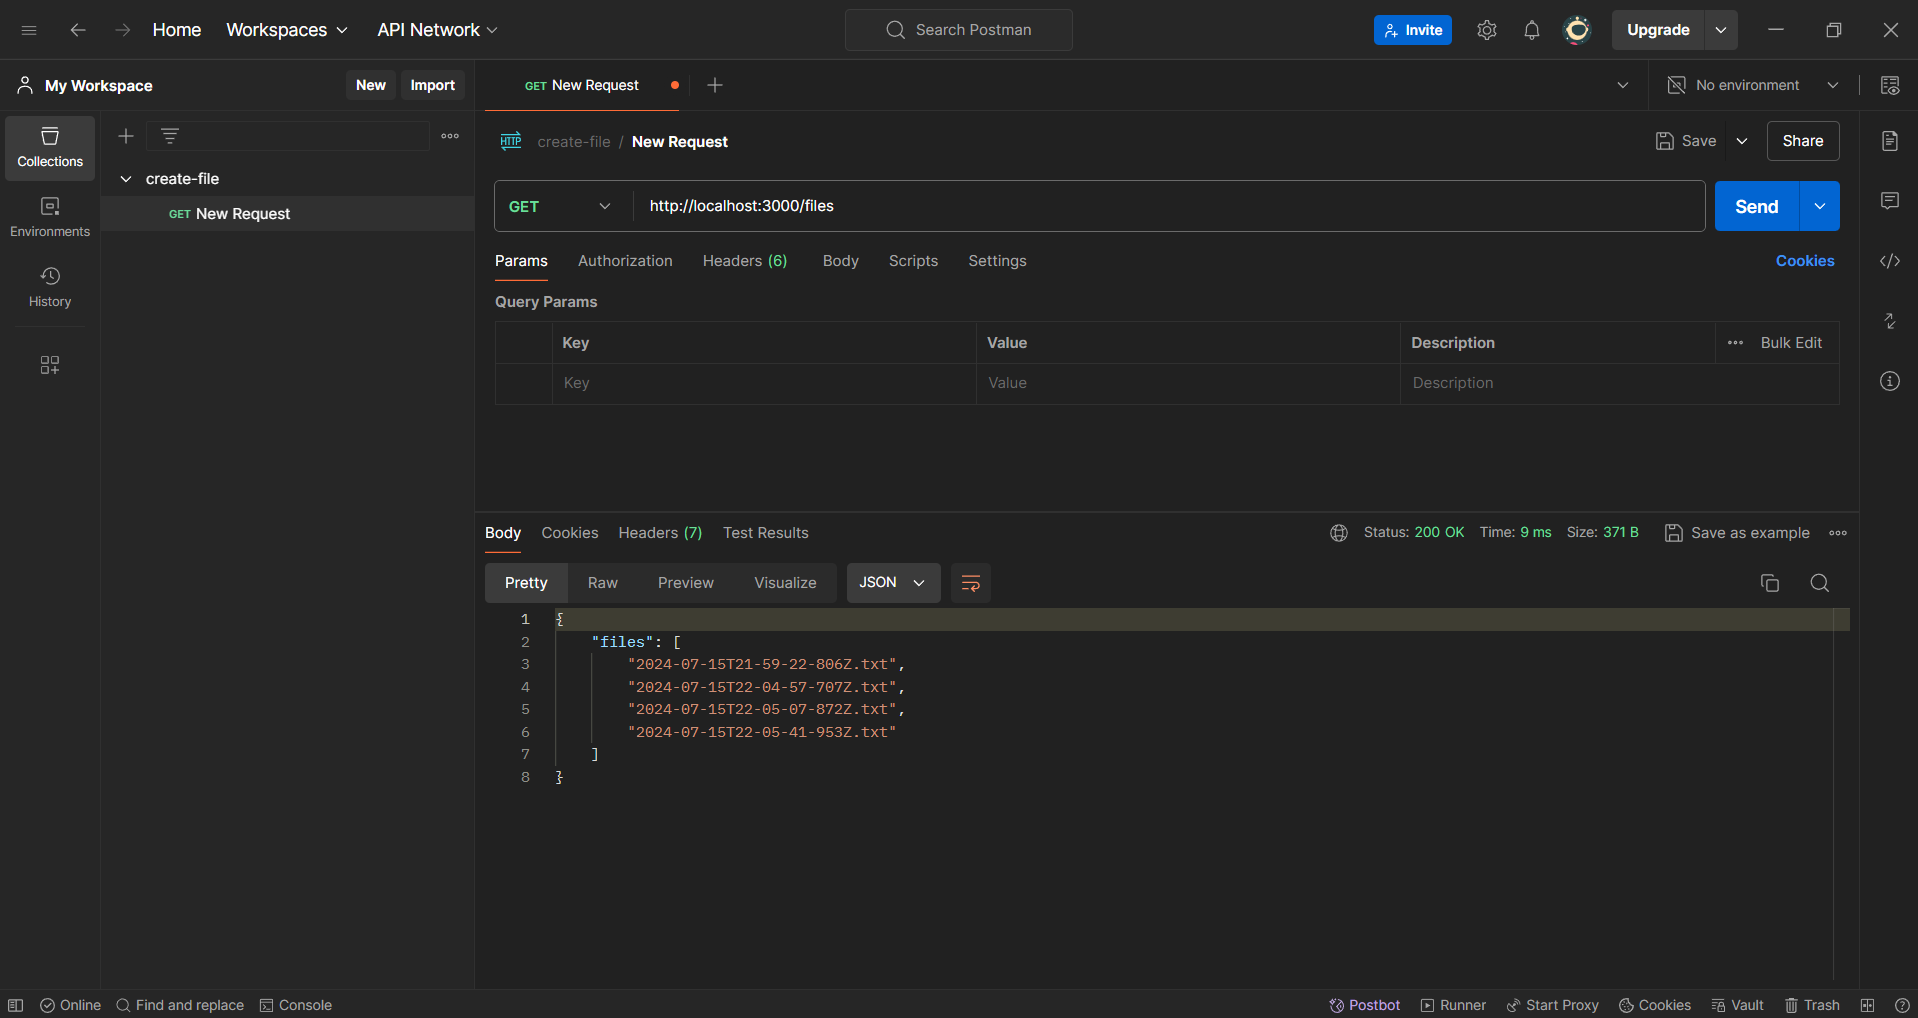 Home Workspaces API Network Search Postman Invite Upgrade
My Workspace New Import GET New Request No environment
create-file / New Request Save Share
Collections
create-file
GET New Request
Environments
History
GET http://localhost:3000/files Send
Params Authorization Headers (6) Body Scripts Settings Cookies
Query Params
Key Value Description Bulk Edit
Key Value Description
Body Cookies Headers (7) Test Results Status: 200 OK Time: 9 ms Size: 371 B Save as example
Pretty Raw Preview Visualize JSON
1 {
2 "files": [
3 "2024-07-15T21-59-22-806Z.txt",
4 "2024-07-15T22-04-57-707Z.txt",
5 "2024-07-15T22-05-07-872Z.txt",
6 "2024-07-15T22-05-41-953Z.txt"
7 ]
8 }
Online Find and replace Console Postbot Runner Start Proxy Cookies Vault Trash